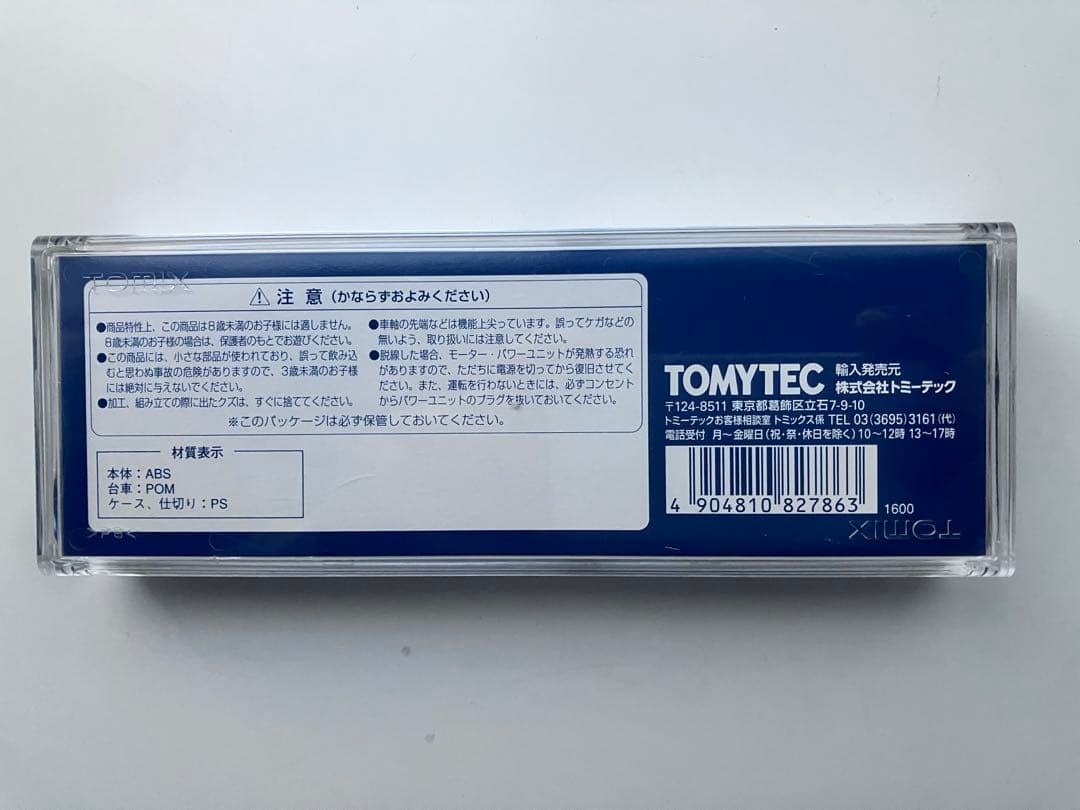 TOMIX
⚠ 注意（かならずおよみください）
●商品特性上、この商品は8歳未満のお子様には適しません。
8歳未満のお子様の場合は、保護者のもとでお遊びください。
●この商品には、小さな部品が使われており、誤って飲み込
むと思わぬ事故の危険がありますので、3歳未満のお子様
には絶対に与えないでください。
●加工、組み立ての際に出たクズは、すぐに捨ててください。
●車軸の先端などは機能上尖っています。誤ってケガなどの
無いよう、取り扱いには注意してください。
●脱線した場合、モーター・パワーユニットが発熱する恐れ
がありますので、ただちに電源を切ってから復旧させてく
ださい。また、運転を行わないときには、必ずコンセント
からパワーユニットのプラグを抜いておいてください。
※このパッケージは必ず保管しておいてください。
材質表示
本体：ABS
台車：POM
ケース、仕切り：PS
>PS<
TOMYTEC 輸入発売元
株式会社トミーテック
〒124-8511 東京都葛飾区立石7-9-10
トミーテックお客様相談室 トミックス係 TEL 03(3695)3161(代)
電話受付 月〜金曜日(祝・祭・休日を除く)10〜12時 13〜17時
4 904810 827863
1600
TOMIX